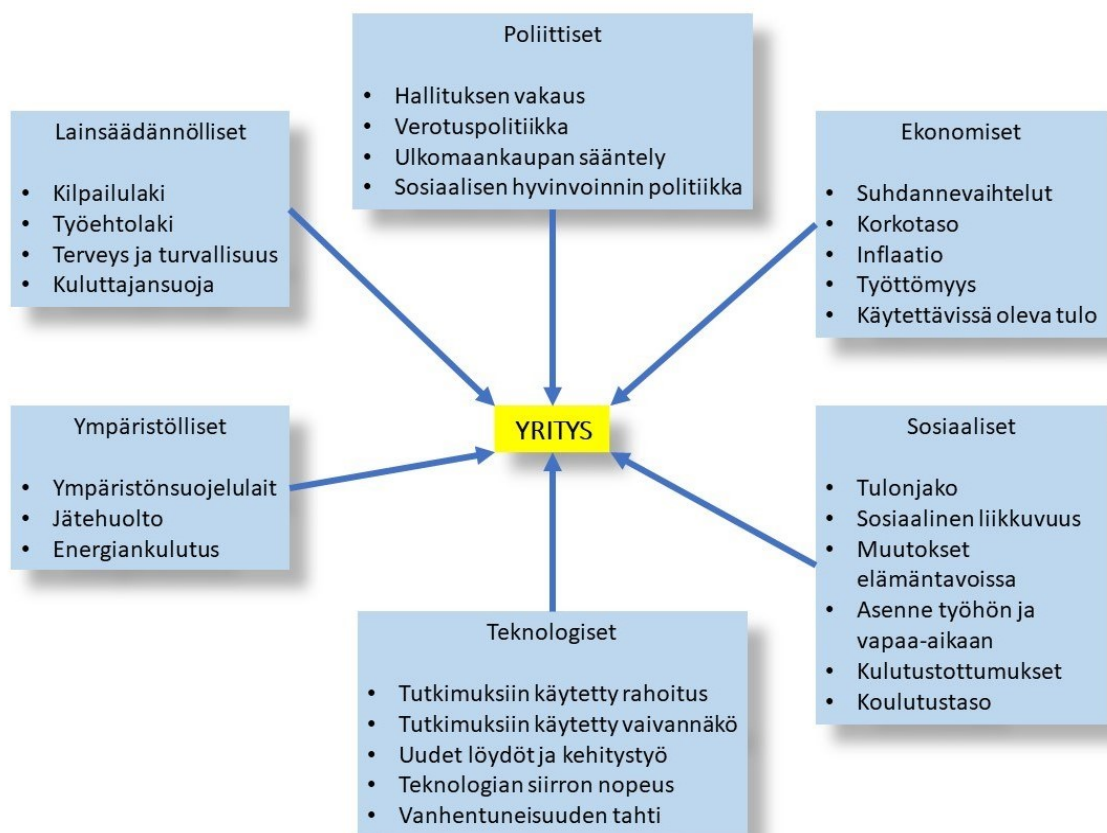 Poliittiset
• Hallituksen vakaus
• Verotuspolitiikka
• Ulkomaankaupan sääntely
• Sosiaalisen hyvinvoinnin politiikka
Lainsäädännölliset
• Kilpailulaki
• Työehtolaki
• Terveys ja turvallisuus
• Kuluttajansuoja
Ekonomiset
• Suhdannevaihtelut
• Korkotaso
• Inflaatio
• Työttömyys
• Käytettävissä oleva tulo
Ympäristölliset
• Ympäristönsuojelulait
• Jätehuolto
• Energiankulutus
YRITYS
Sosiaaliset
• Tulonjako
• Sosiaalinen liikkuvuus
• Muutokset
elämäntavoissa
• Asenne työhön ja
vapaa-aikaan
• Kulutustottumukset
• Koulutustaso
Teknologiset
• Tutkimuksiin käytetty rahoitus
• Tutkimuksiin käytetty vaivannäkö
• Uudet löydöt ja kehitystyö
• Teknologian siirron nopeus
• Vanhentuneisuuden tahti